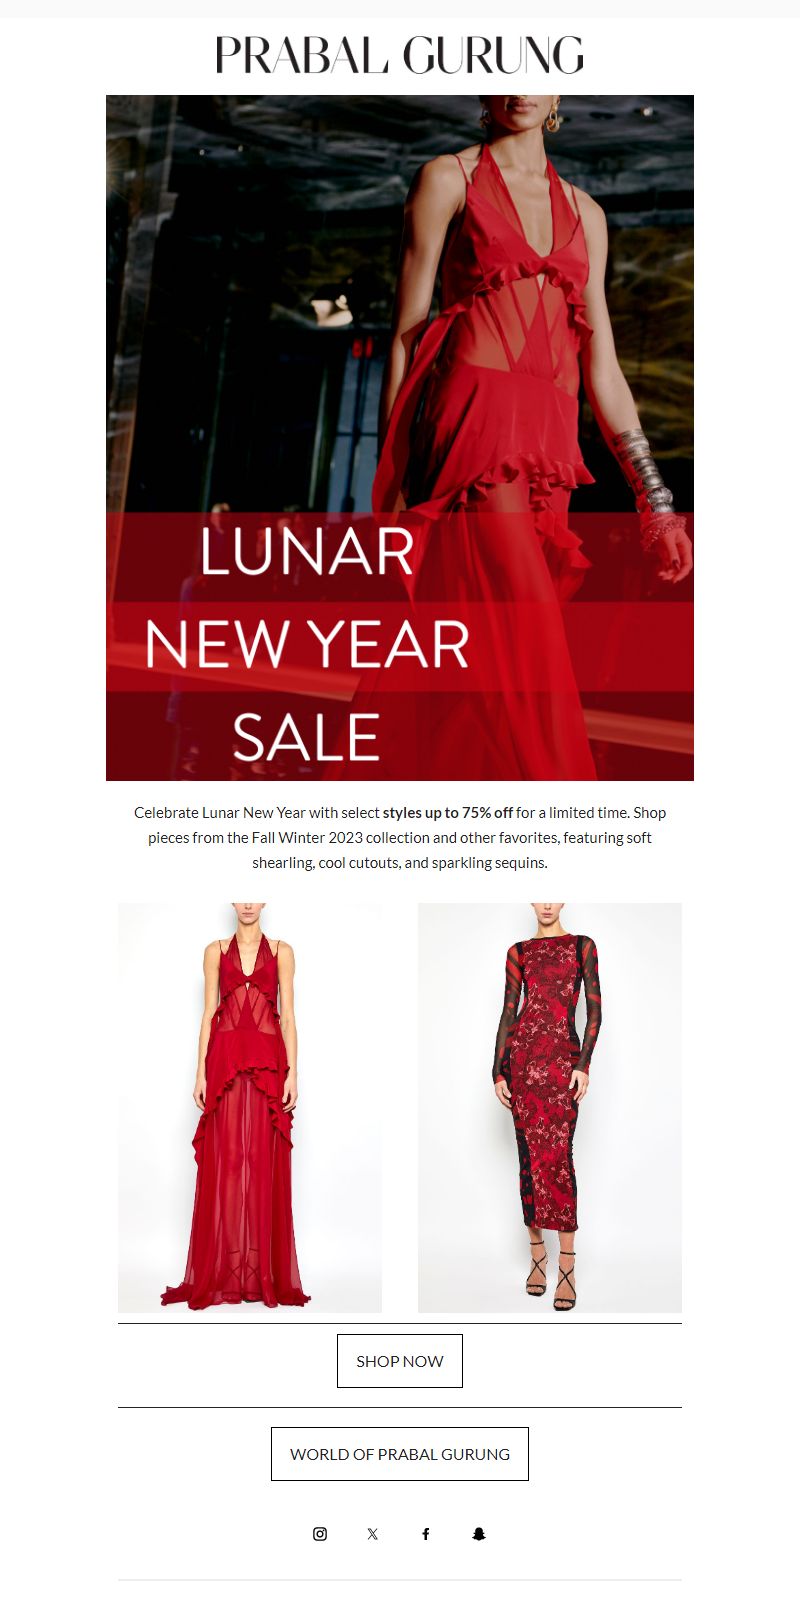 PRABAL GURUNG
LUNAR
NEW YEAR
SALE
Celebrate Lunar New Year with select styles up to 75% off for a limited time. Shop
pieces from the Fall Winter 2023 collection and other favorites, featuring soft
shearling, cool cutouts, and sparkling sequins.
SHOP NOW
WORLD OF PRABAL GURUNG